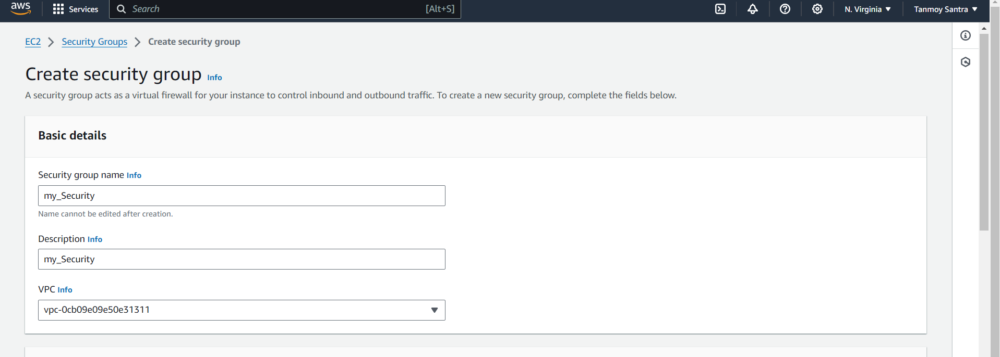 aws Services Search [Alt+S] N. Virginia Tanmoy Santra
EC2 Security Groups Create security group
Create security group Info
A security group acts as a virtual firewall for your instance to control inbound and outbound traffic. To create a new security group, complete the fields below.
Basic details
Security group name Info
my_Security
Name cannot be edited after creation.
Description Info
my_Security
VPC Info
vpc-0cb09e09e50e31311